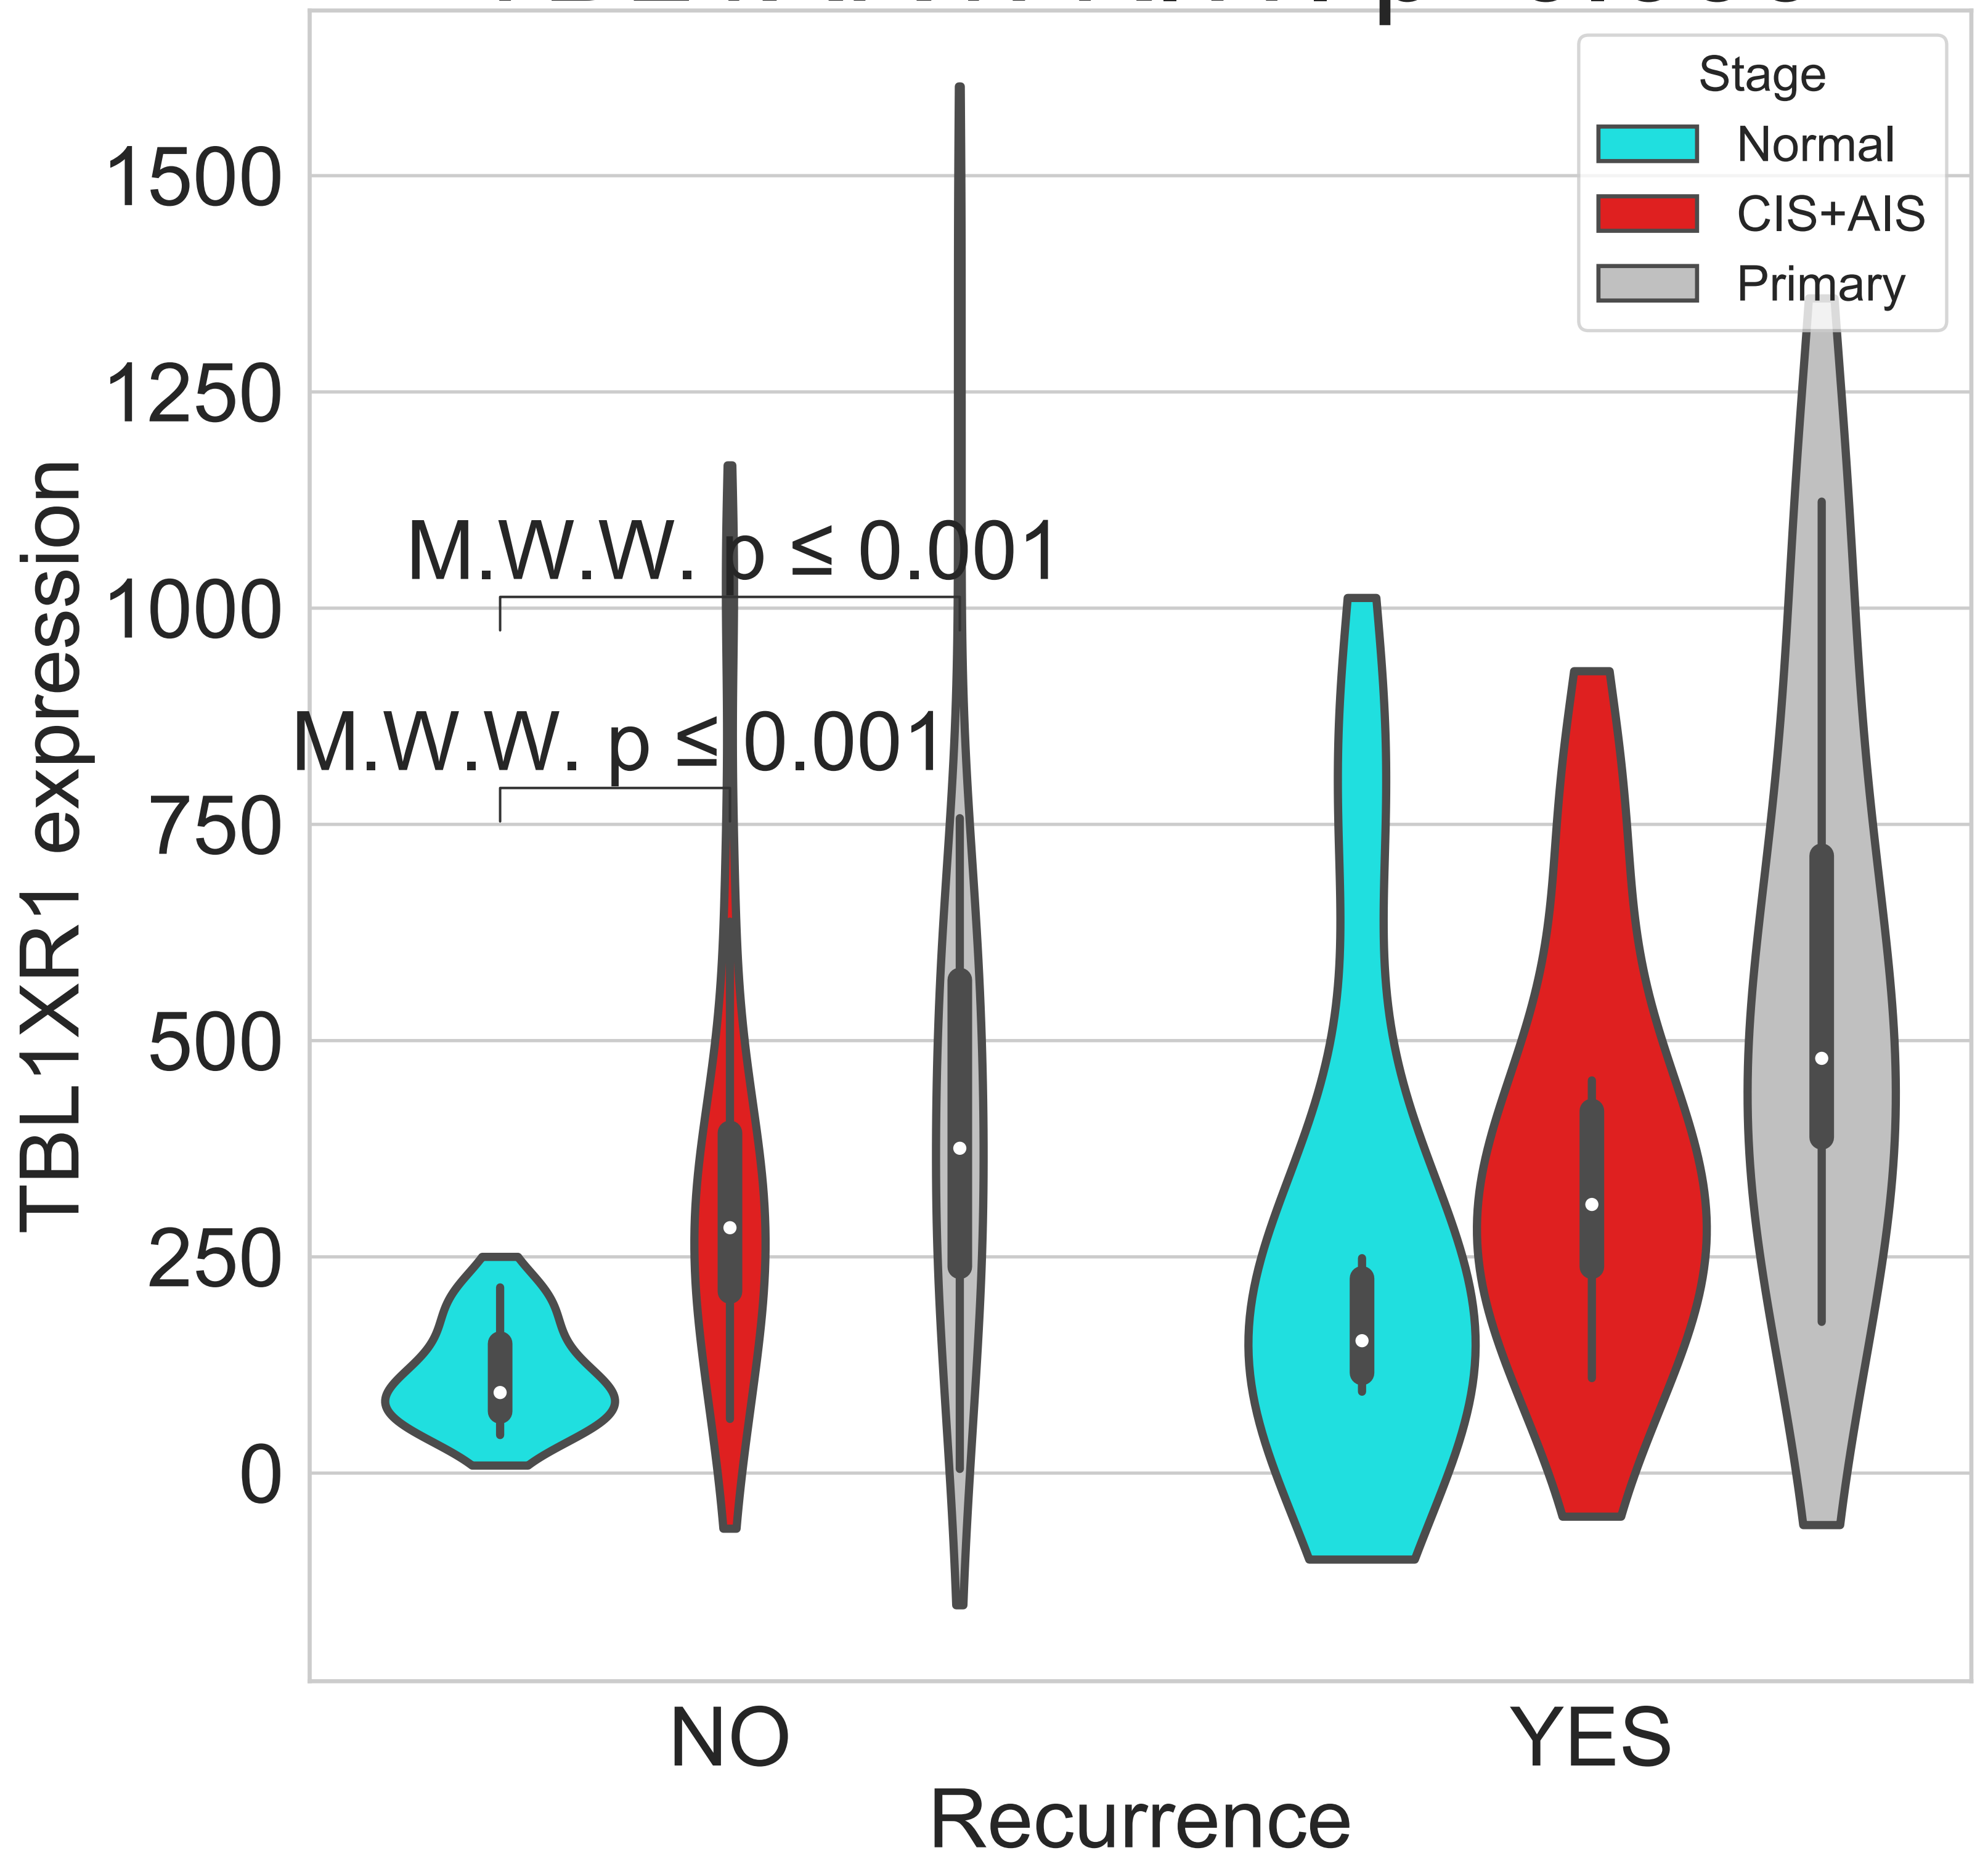 Stage
Normal
CIS+AIS
Primary
1500
1250
1000
750
500
250
0
TBL1XR1 expression
M.W.W. p ≤ 0.001
M.W.W. p ≤ 0.001
NO
YES
Recurrence